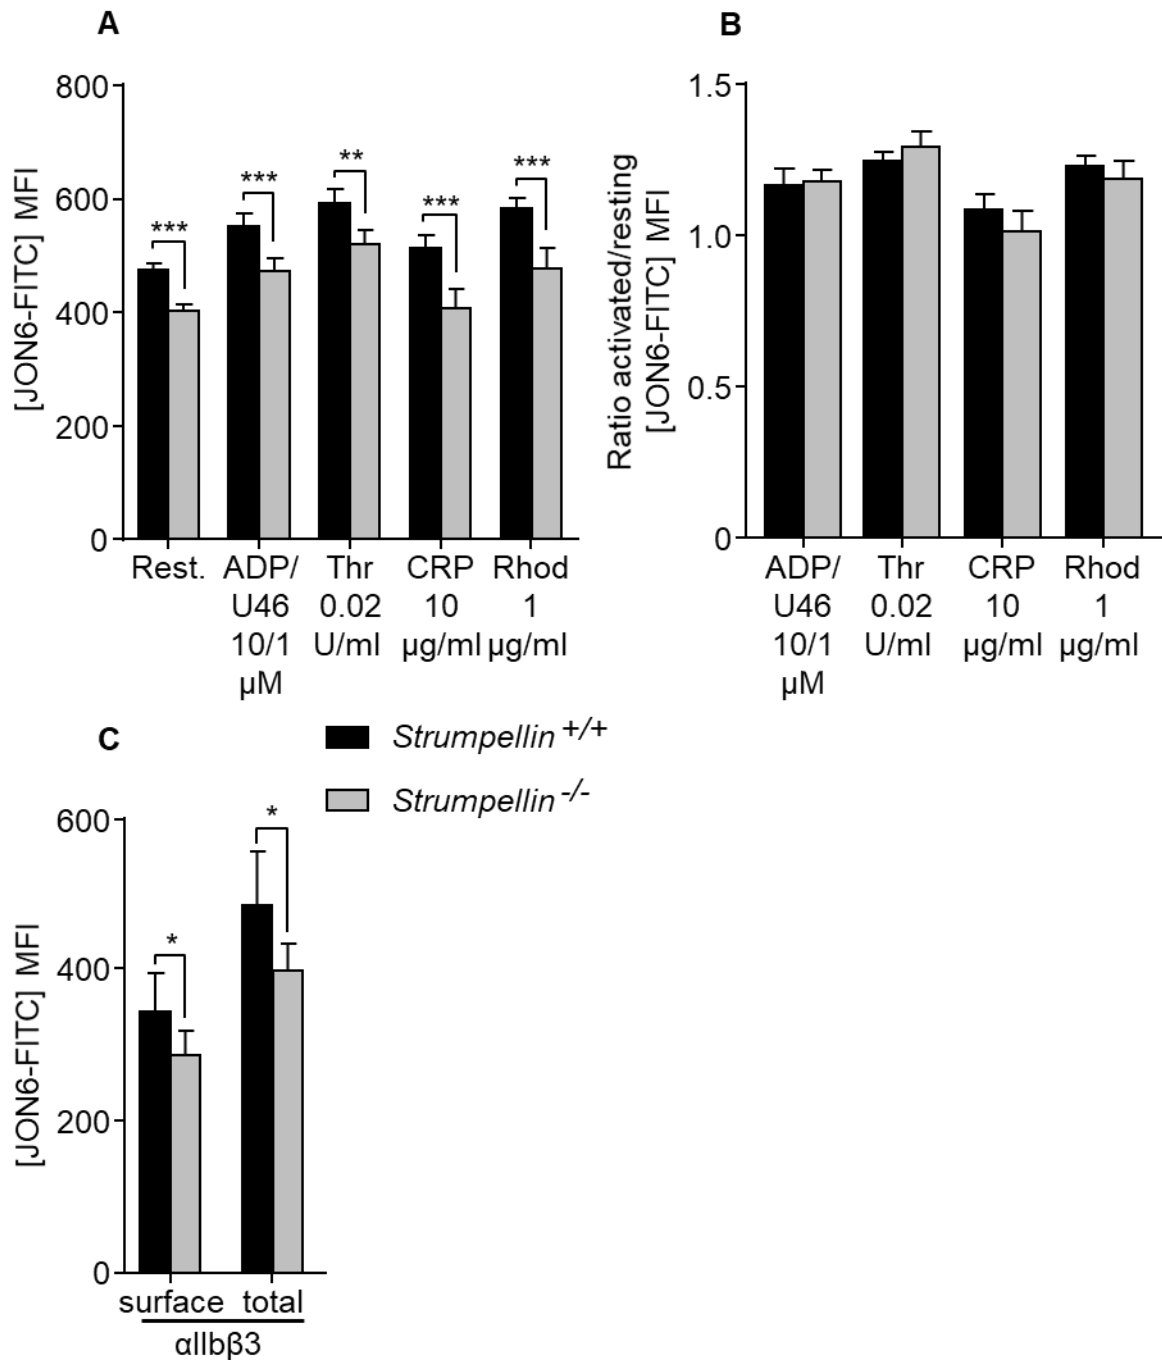 A
[JON6-FITC] MFI
800
600
400
200
0
***
***
**
***
***
Rest. ADP/ Thr CRP Rhod
U46 0.02 10 1
10/1 U/ml µg/ml µg/ml
µM
B
Ratio activated/resting
[JON6-FITC] MFI
1.5
1.0
0.5
0
ADP/ Thr CRP Rhod
U46 0.02 10 1
10/1 U/ml µg/ml µg/ml
µM
C
Strumpellin +/+
Strumpellin -/-
[JON6-FITC] MFI
600
400
200
0
*
*
surface total
αIIbβ3